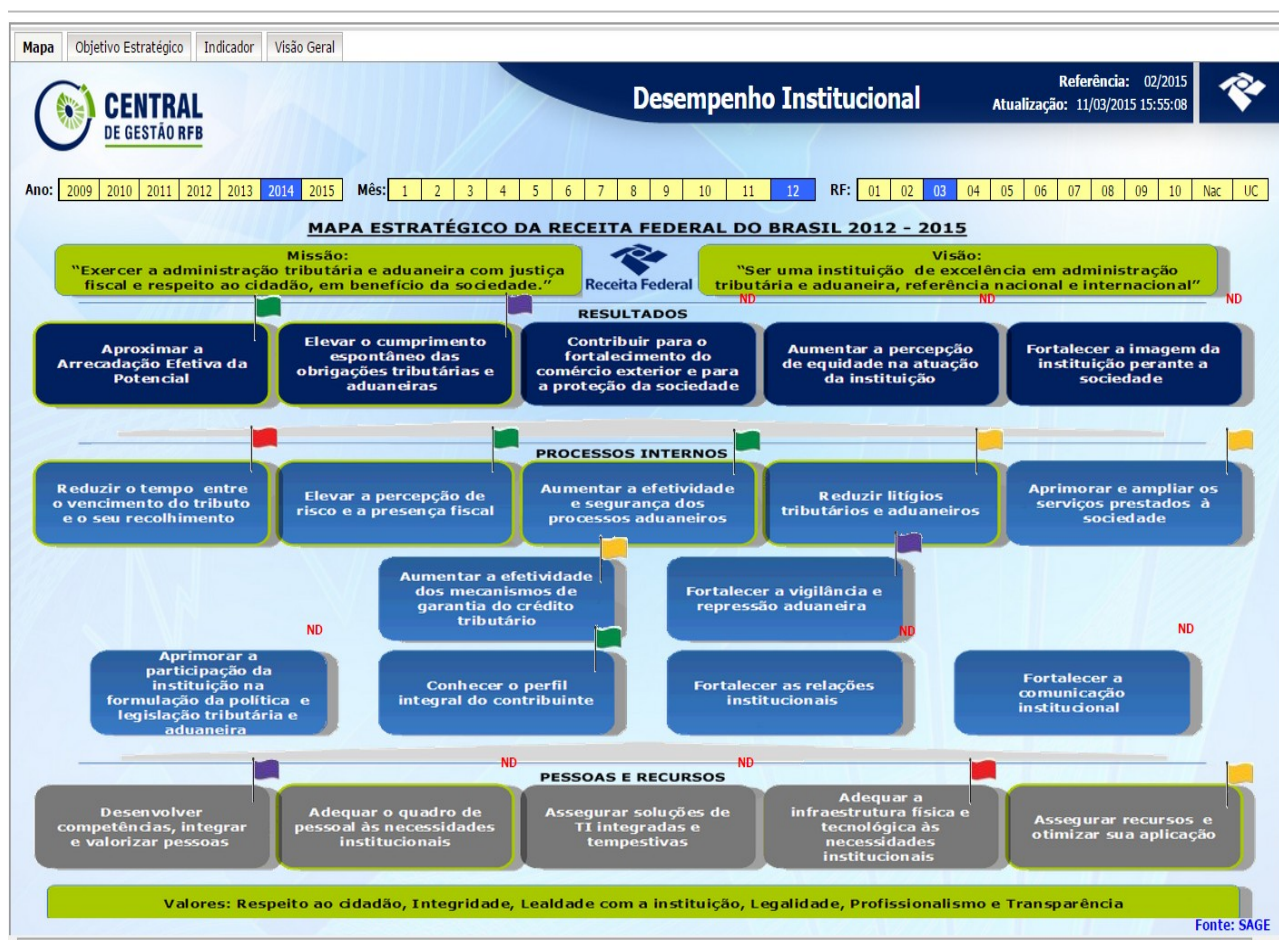 Mapa
Objetivo Estratégico
Indicador
Visão Geral
CENTRAL
DE GESTÃO RFB
Desempenho Institucional
Referência: 02/2015
Atualização: 11/03/2015 15:55:08
Ano: 2009 2010 2011 2012 2013 2014 2015 Mês: 1 2 3 4 5 6 7 8 9 10 11 12 RF: 01 02 03 04 05 06 07 08 09 10 Nac UC
MAPA ESTRATÉGICO DA RECEITA FEDERAL DO BRASIL 2012 - 2015
Missão:
"Exercer a administração tributária e aduaneira com justiça
fiscal e respeito ao cidadão, em benefício da sociedade."
Receita Federal
Visão:
"Ser uma instituição de excelência em administração
tributária e aduaneira, referência nacional e internacional"
ND
ND
ND
RESULTADOS
Aproximar a
Arrecadação Efetiva da
Potencial
Elevar o cumprimento
espontâneo das
obrigações tributárias e
aduaneiras
Contribuir para o
fortalecimento do
comércio exterior e para
a proteção da sociedade
Aumentar a percepção
de equidade na atuação
da instituição
Fortalecer a imagem da
instituição perante a
sociedade
PROCESSOS INTERNOS
Reduzir o tempo entre
o vencimento do tributo
e o seu recolhimento
Elevar a percepção de
risco e a presença fiscal
Aumentar a efetividade
e segurança dos
processos aduaneiros
Reduzir litígios
tributários e aduaneiros
Aprimorar e ampliar os
serviços prestados à
sociedade
Aumentar a efetividade
dos mecanismos de
garantia do crédito
tributário
Fortalecer a vigilância e
repressão aduaneira
ND
ND
ND
Aprimorar a
participação da
instituição na
formulação da política e
legislação tributária e
aduaneira
Conhecer o perfil
integral do contribuinte
Fortalecer as relações
institucionais
Fortalecer a
comunicação
institucional
ND
ND
PESSOAS E RECURSOS
Desenvolver
competências, integrar
e valorizar pessoas
Adequar o quadro de
pessoal às necessidades
institucionais
Assegurar soluções de
TI integradas e
tempestivas
Adequar a
infraestrutura física e
tecnológica às
necessidades
institucionais
Assegurar recursos e
otimizar sua aplicação
Valores: Respeito ao cidadão, Integridade, Lealdade com a instituição, Legalidade, Profissionalismo e Transparência
Fonte: SAGE